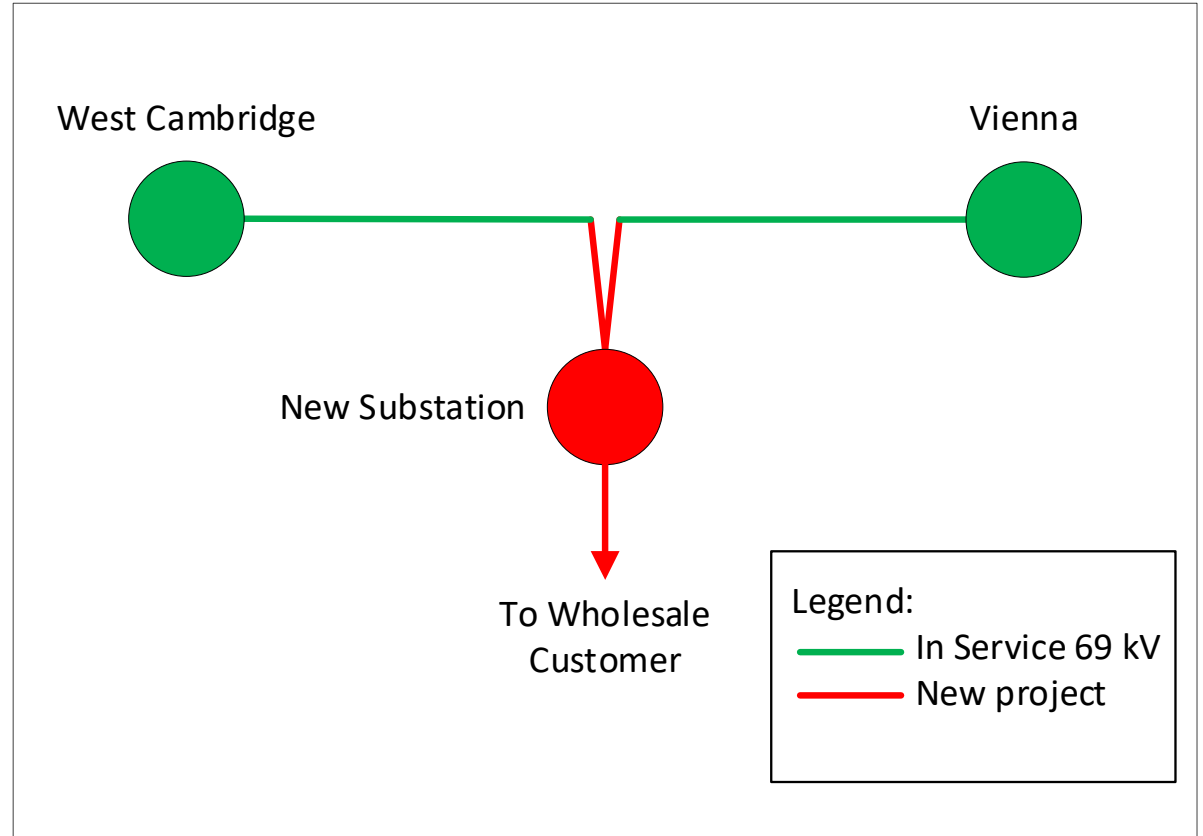 West Cambridge
Vienna
New Substation
To Wholesale
Customer
Legend:
In Service 69 kV
New project